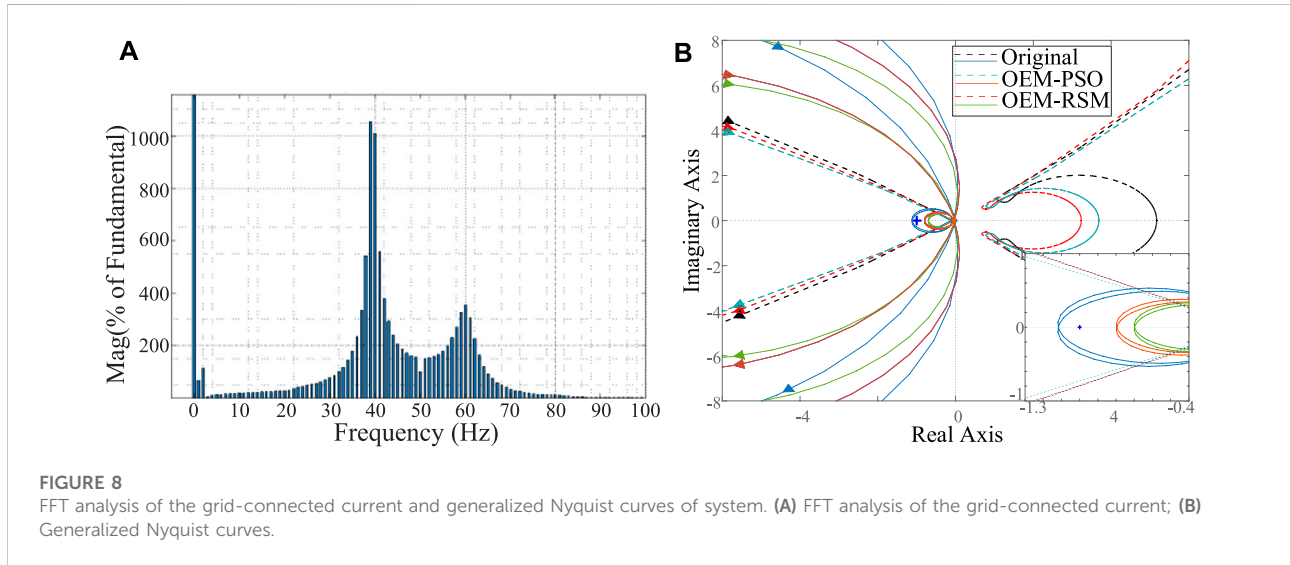 A
Mag(% of Fundamental)
1000
800
600
400
200
0
10
20
30
40
50
60
70
80
90
100
Frequency (Hz)
B
Imaginary Axis
8
6
4
2
0
-2
-4
-6
-8
Original
OEM-PSO
OEM-RSM
0
-1
-1.3
-0.4
-4
0
4
Real Axis
FIGURE 8
FFT analysis of the grid-connected current and generalized Nyquist curves of system. (A) FFT analysis of the grid-connected current; (B)
Generalized Nyquist curves.